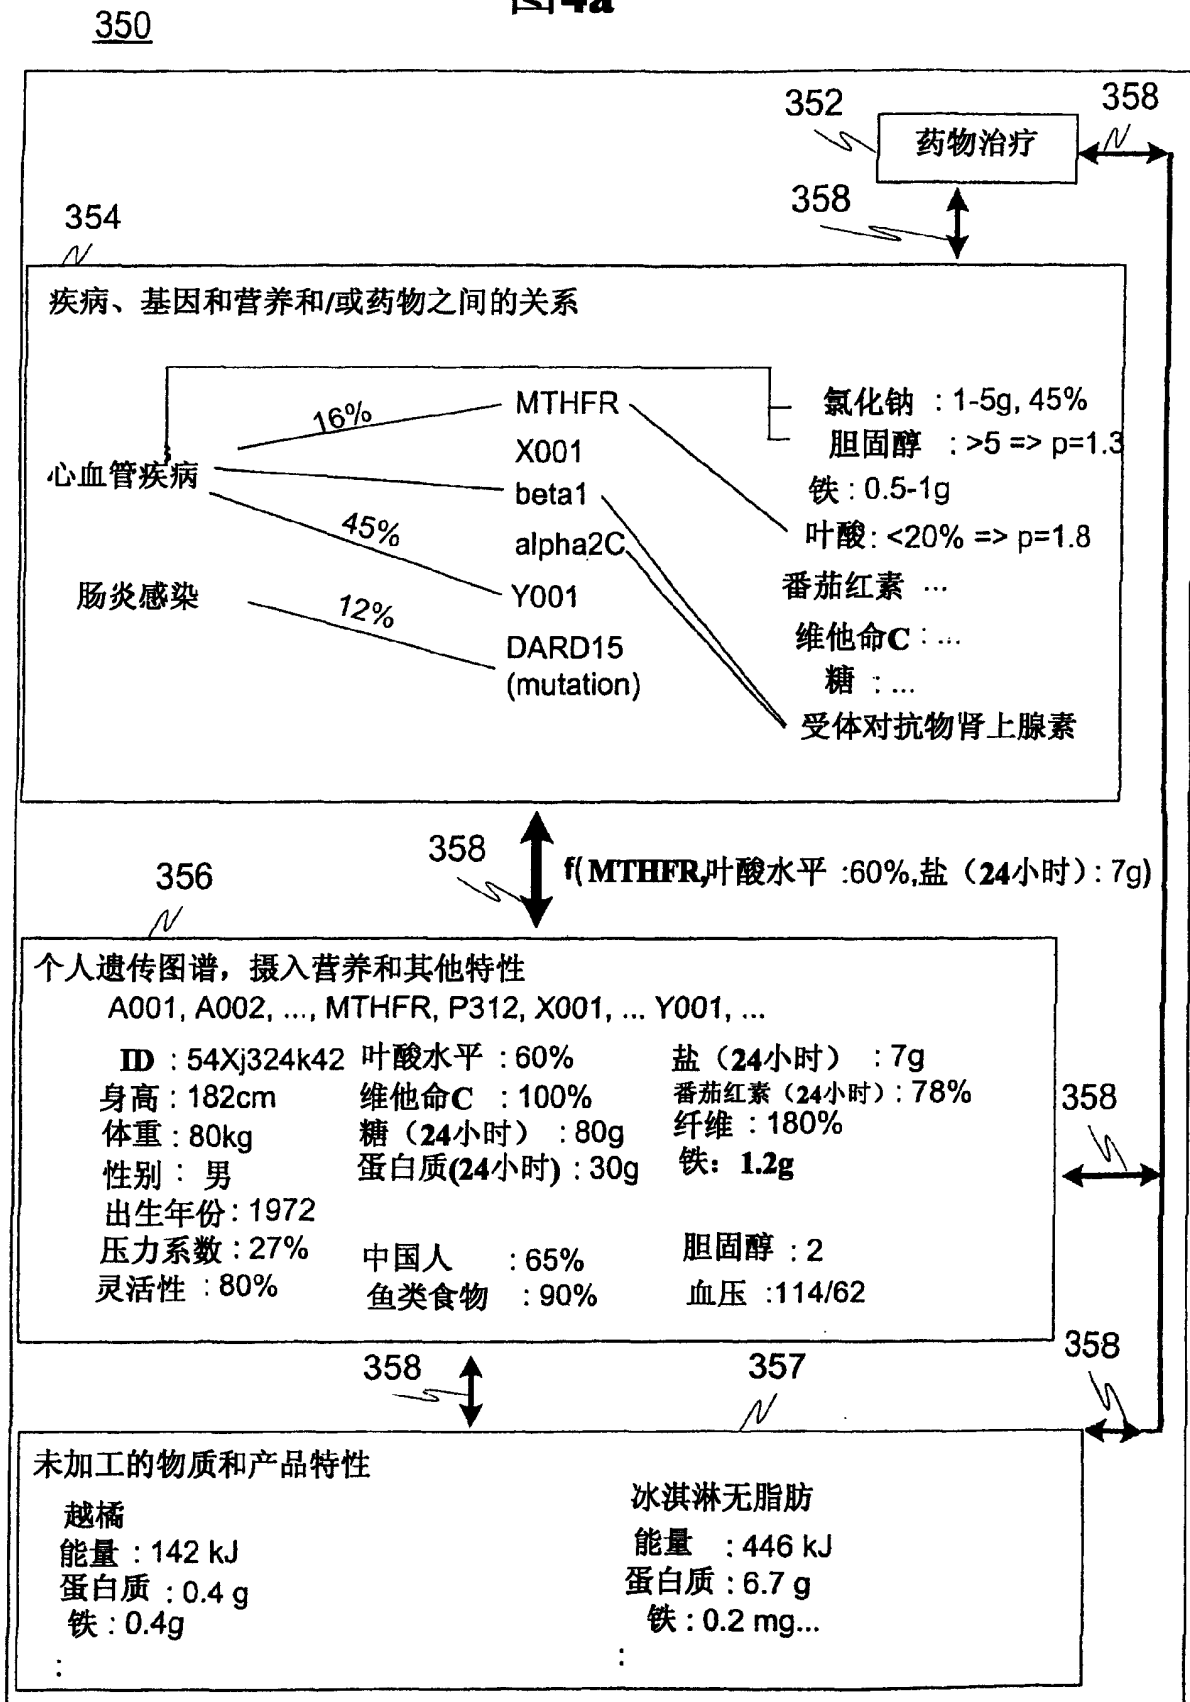 图4a
350
352
358
药物治疗
358
354
疾病、基因和营养和/或药物之间的关系
16%
MTHFR
氯化钠 : 1-5g, 45%
X001
胆固醇 : >5 => p=1.3
心血管疾病
beta1
铁 : 0.5-1g
45%
alpha2C
叶酸: <20% => p=1.8
肠炎感染
12%
Y001
番茄红素 ...
DARD15
(mutation)
维他命C : ...
糖 : ...
受体对抗物肾上腺素
358
f(MTHFR,叶酸水平 :60%,盐（24小时）: 7g)
356
个人遗传图谱，摄入营养和其他特性
A001, A002, ..., MTHFR, P312, X001, ... Y001, ...
ID : 54Xj324k42 叶酸水平 : 60% 盐（24小时） : 7g
身高 : 182cm 维他命C : 100% 番茄红素（24小时）: 78%
体重 : 80kg 糖（24小时） : 80g 纤维 : 180%
性别 : 男 蛋白质(24小时) : 30g 铁：1.2g
出生年份 : 1972
压力系数 : 27% 中国人 : 65% 胆固醇 : 2
灵活性 : 80% 鱼类食物 : 90% 血压 :114/62
358
358
357
358
未加工的物质和产品特性
越橘
能量 : 142 kJ
蛋白质 : 0.4 g
铁 : 0.4g
:
冰淇淋无脂肪
能量 : 446 kJ
蛋白质 : 6.7 g
铁 : 0.2 mg...
: